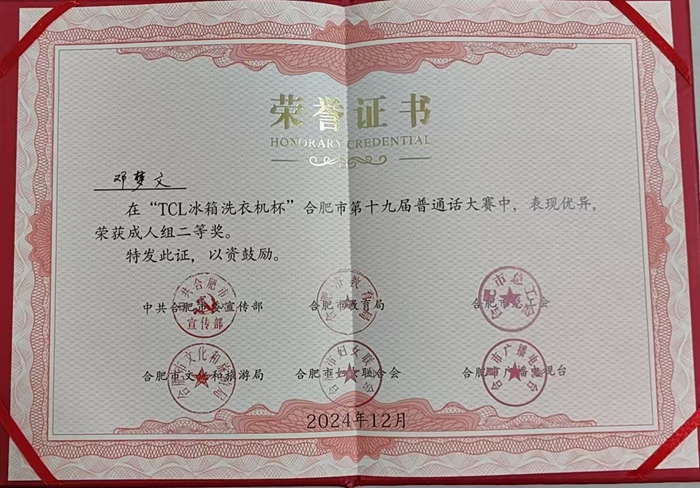 荣誉证书
HONORARY CREDENTIAL
邓梦文
在“TCL冰箱洗衣机杯”合肥市第十九届普通话大赛中，表现优异，
荣获成人组二等奖。
特发此证，以资鼓励。
中共合肥市委宣传部 合肥市教育局 合肥市总工会
合肥市文化和旅游局 合肥市妇女联合会 合肥市广播电视台
2024年12月